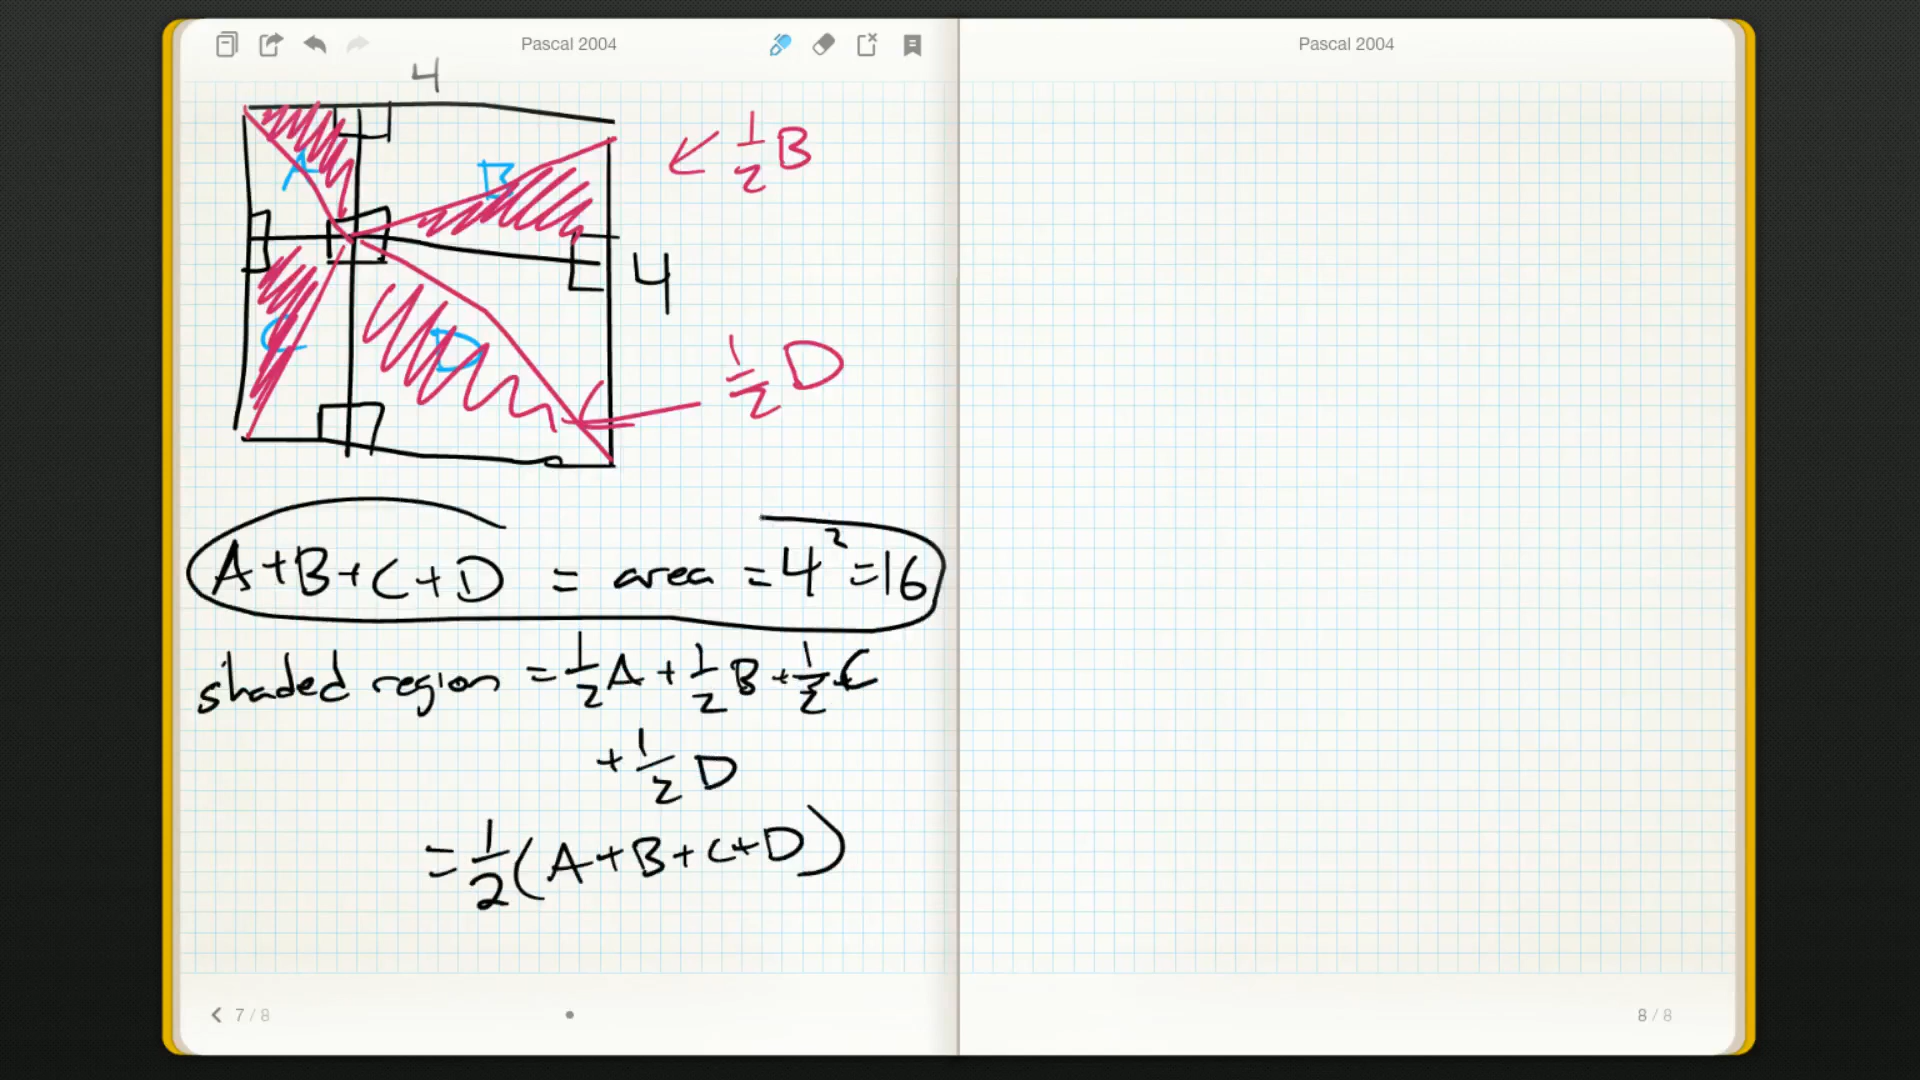 Pascal 2004
Pascal 2004
4
A
B
1/2 B
4
C
D
1/2 D
A+B+C+D = area = 4² = 16
shaded region = 1/2 A + 1/2 B + 1/2 C
+ 1/2 D
= 1/2 (A+B+C+D)
7 / 8
8 / 8